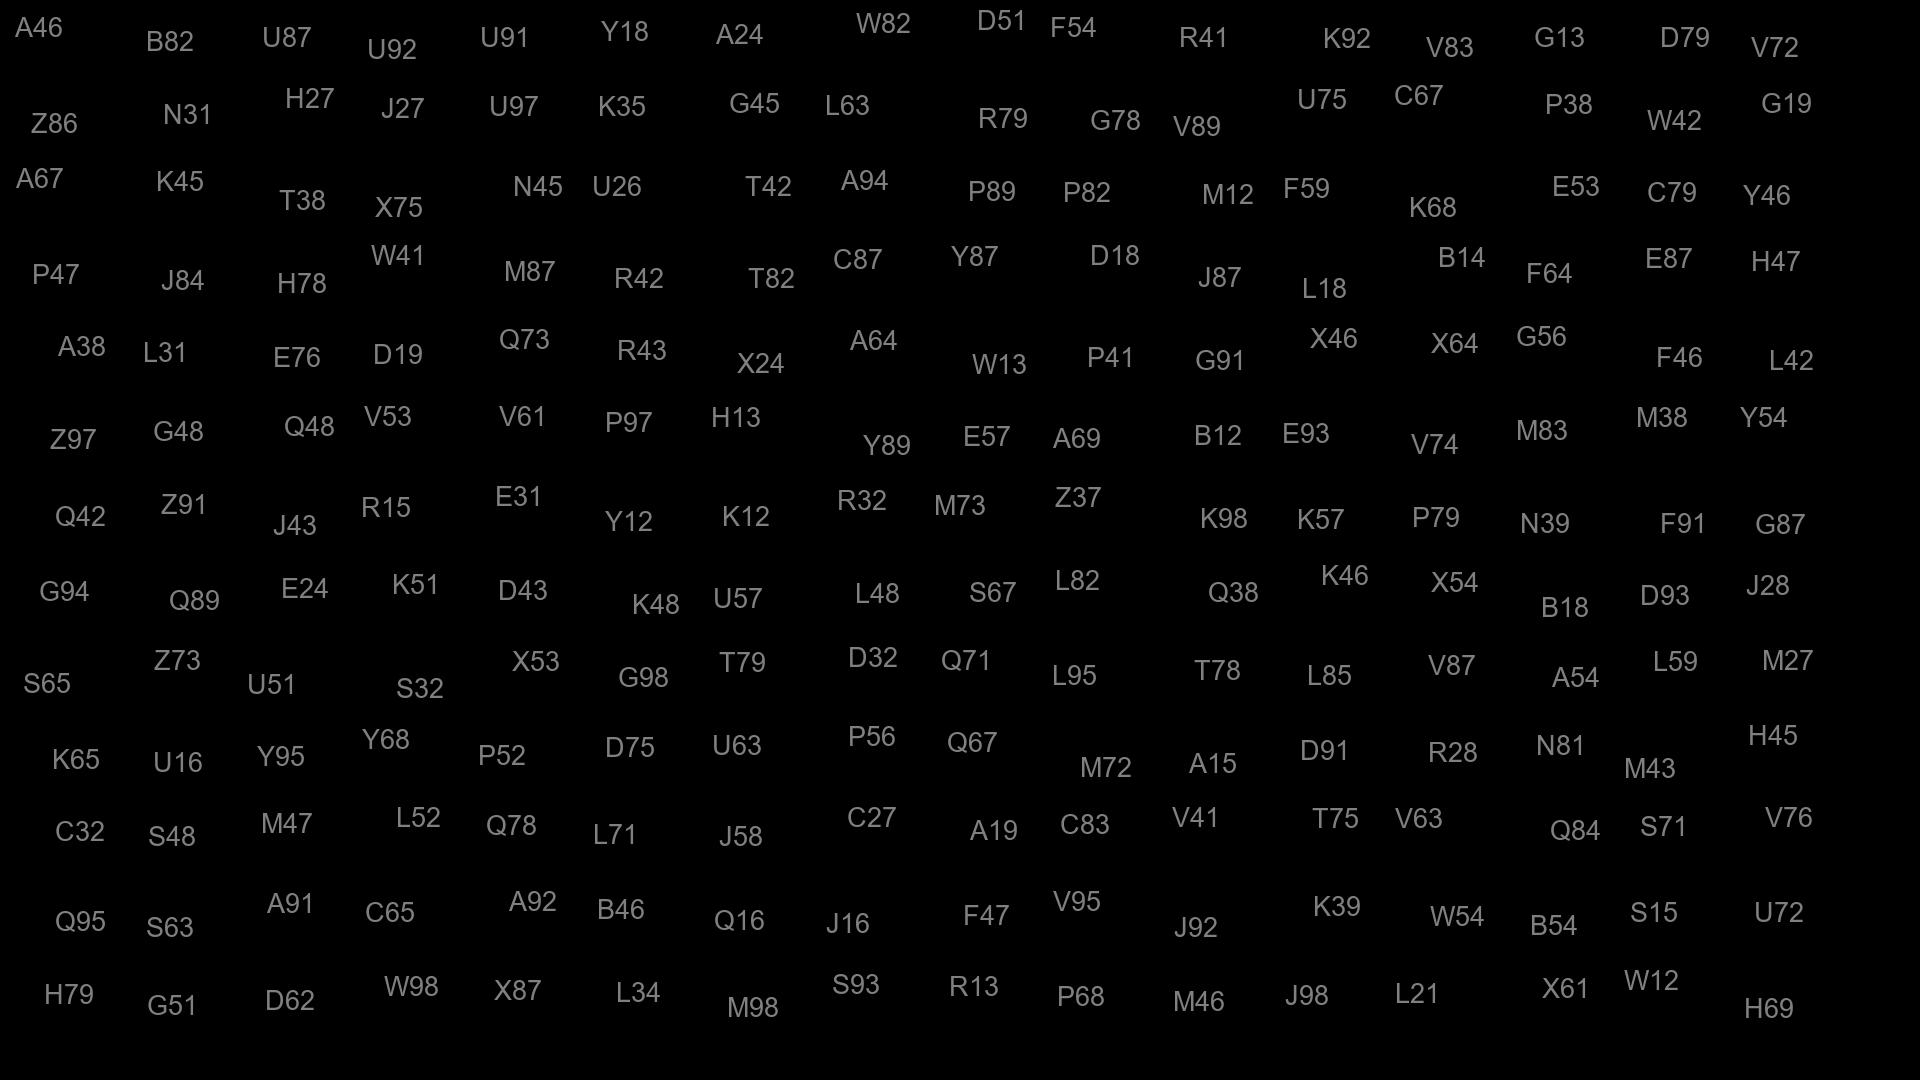 A46 B82 U87 U92 U91 Y18 A24 W82 D51 F54 R41 K92 V83 G13 D79 V72
Z86 N31 H27 J27 U97 K35 G45 L63 R79 G78 V89 U75 C67 P38 W42 G19
A67 K45 T38 X75 N45 U26 T42 A94 P89 P82 M12 F59 K68 E53 C79 Y46
P47 J84 H78 W41 M87 R42 T82 C87 Y87 D18 J87 L18 B14 F64 E87 H47
A38 L31 E76 D19 Q73 R43 X24 A64 W13 P41 G91 X46 X64 G56 F46 L42
Z97 G48 Q48 V53 V61 P97 H13 Y89 E57 A69 B12 E93 V74 M83 M38 Y54
Q42 Z91 J43 R15 E31 Y12 K12 R32 M73 Z37 K98 K57 P79 N39 F91 G87
G94 Q89 E24 K51 D43 K48 U57 L48 S67 L82 Q38 K46 X54 B18 D93 J28
S65 Z73 U51 S32 X53 G98 T79 D32 Q71 L95 T78 L85 V87 A54 L59 M27
K65 U16 Y95 Y68 P52 D75 U63 P56 Q67 M72 A15 D91 R28 N81 M43 H45
C32 S48 M47 L52 Q78 L71 J58 C27 A19 C83 V41 T75 V63 Q84 S71 V76
Q95 S63 A91 C65 A92 B46 Q16 J16 F47 V95 J92 K39 W54 B54 S15 U72
H79 G51 D62 W98 X87 L34 M98 S93 R13 P68 M46 J98 L21 X61 W12 H69